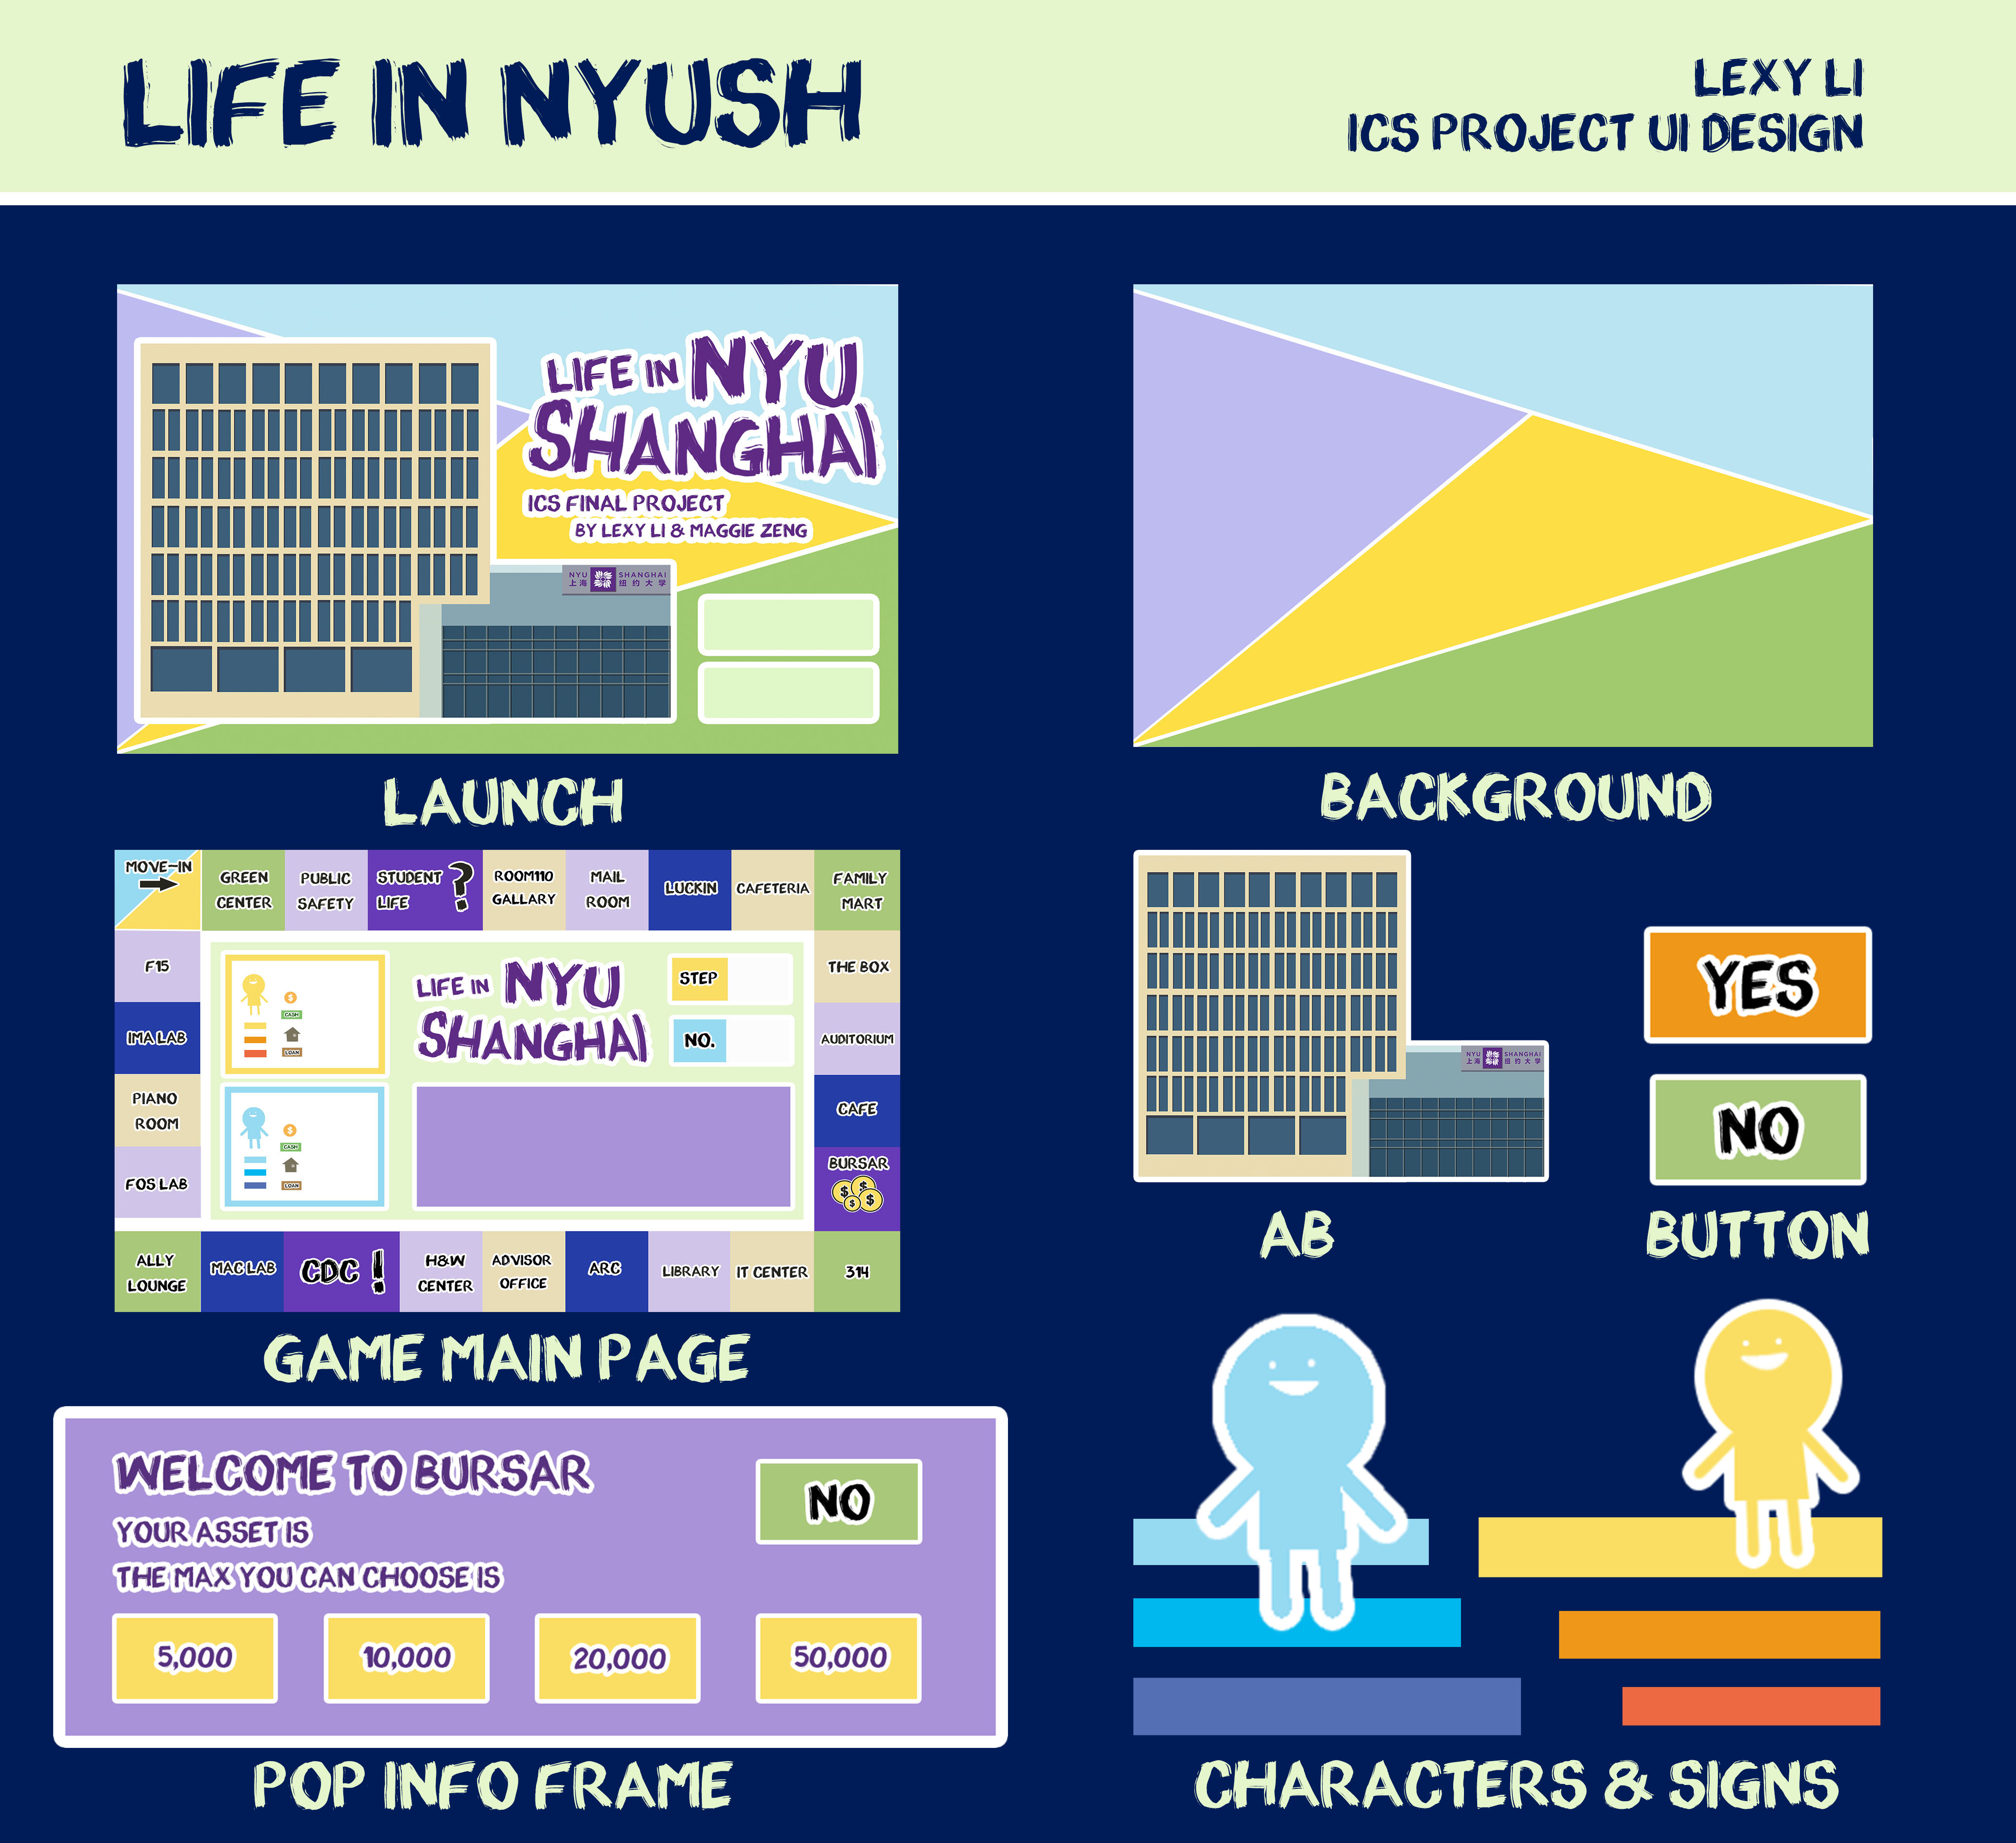 LIFE IN NYUSH
LEXY LI
ICS PROJECT UI DESIGN
LIFE IN NYU
SHANGHAI
ICS FINAL PROJECT
BY LEXY LI & MAGGIE ZENG
NYU SHANGHAI
上海 纽约大学
LAUNCH
BACKGROUND
MOVE-IN
GREEN
CENTER
PUBLIC
SAFETY
STUDENT
LIFE
?
ROOM110
GALLARY
MAIL
ROOM
LUCKIN
CAFETERIA
FAMILY
MART
F15
IMA LAB
PIANO
ROOM
FOS LAB
$
CASH
LOAN
$
CASH
LOAN
LIFE IN NYU
SHANGHAI
STEP
NO.
THE BOX
AUDITORIUM
CAFE
BURSAR
$ $ $ $
ALLY
LOUNGE
MAC LAB
CDC !
H&W
CENTER
ADVISOR
OFFICE
ARC
LIBRARY
IT CENTER
314
GAME MAIN PAGE
NYU SHANGHAI
上海 纽约大学
AB
YES
NO
BUTTON
WELCOME TO BURSAR
YOUR ASSET IS
THE MAX YOU CAN CHOOSE IS
NO
5,000
10,000
20,000
50,000
POP INFO FRAME
CHARACTERS & SIGNS